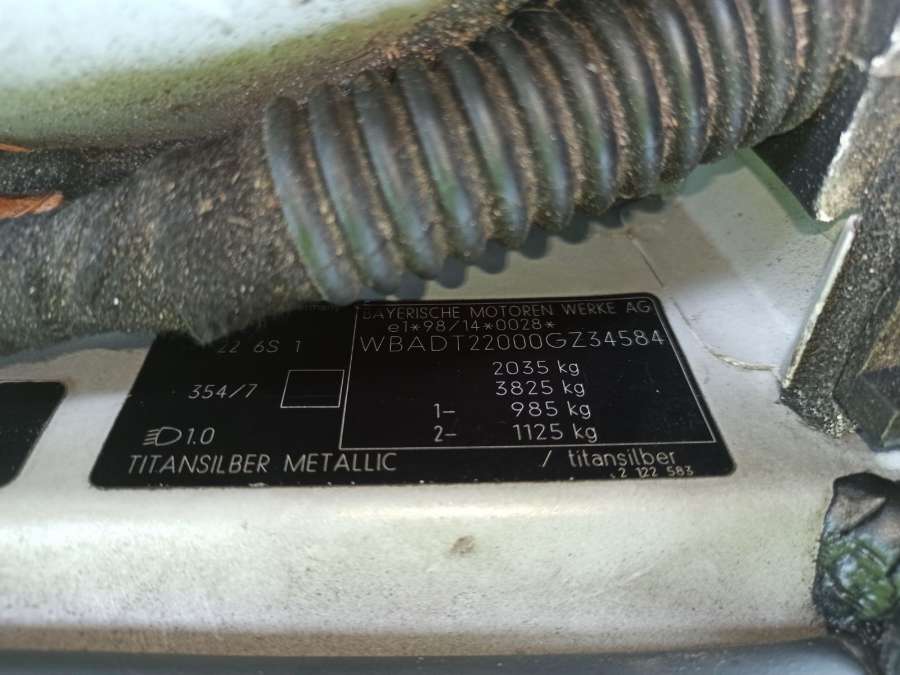 BAYERISCHE MOTOREN WERKE AG
e1*98/14*0028*
WBADT22000GZ34584
2035 kg
3825 kg
1- 985 kg
2- 1125 kg
22 6S 1
354/7
1.0
TITANSILBER METALLIC / titansilber
2 122 583